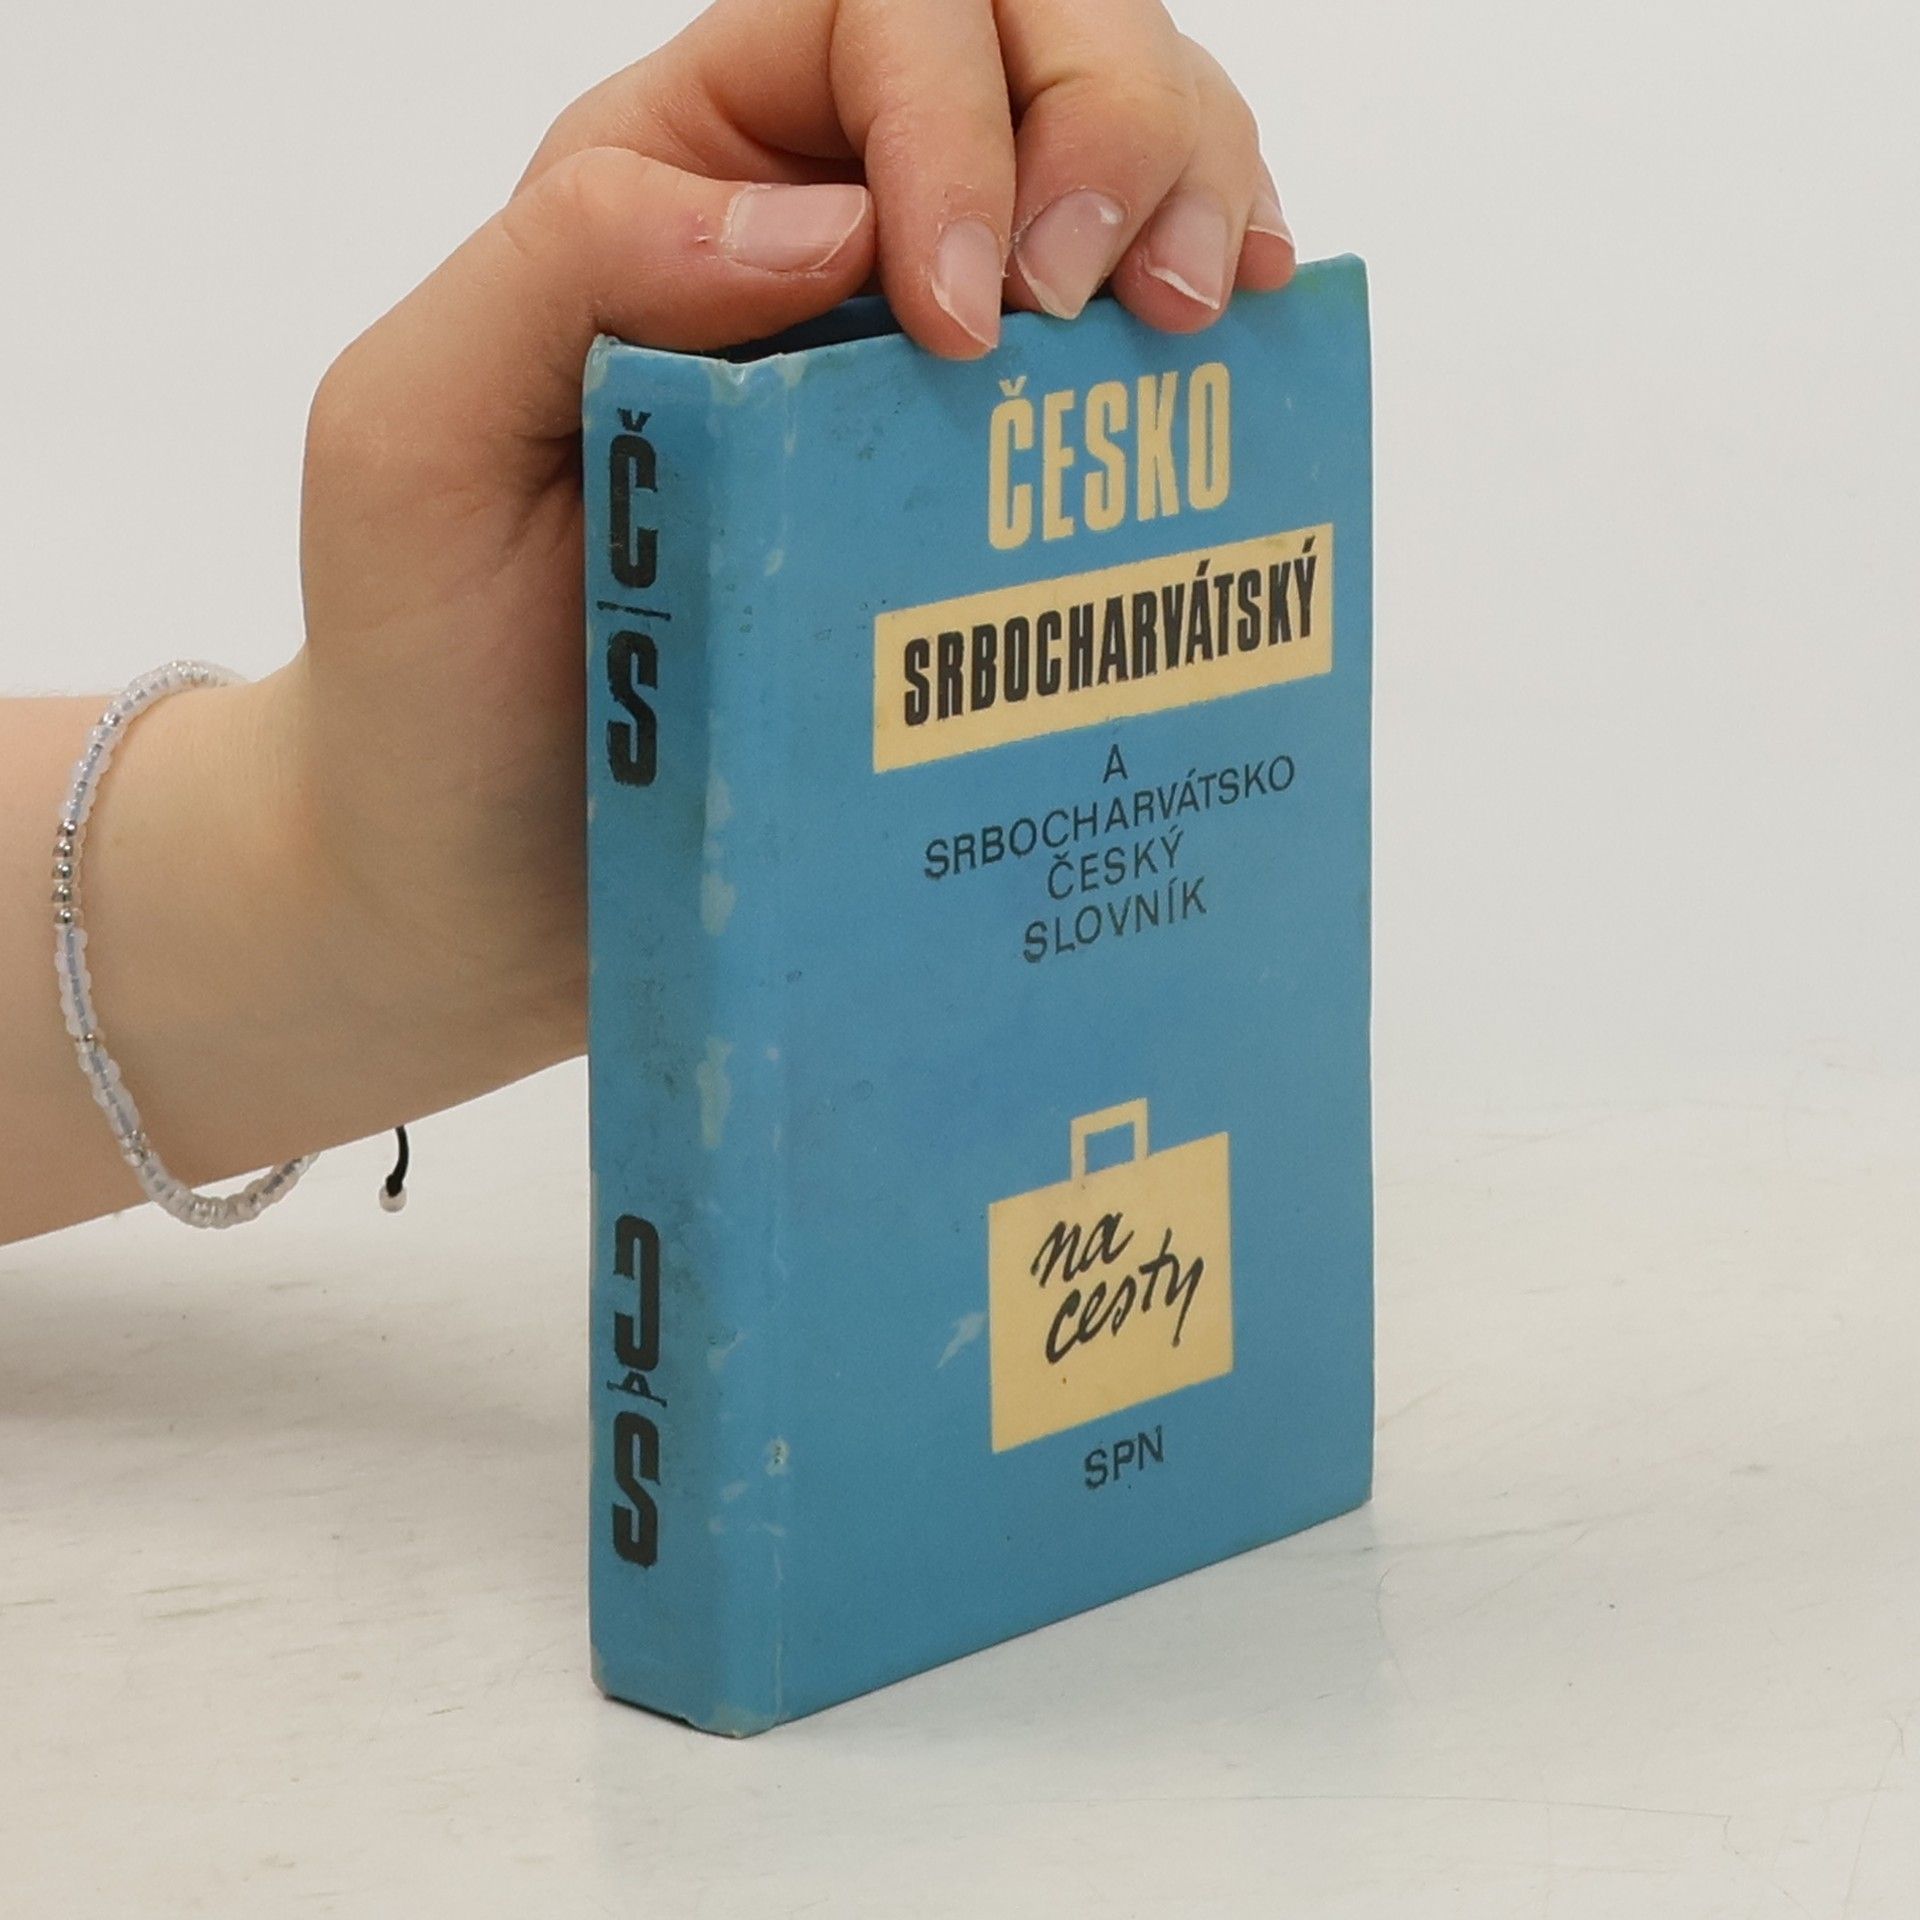 Č/S
S/C
ČESKO
SRBOCHARVÁTSKÝ
A
SRBOCHARVÁTSKO
ČESKÝ
SLOVNÍK
na
cesty
SPN